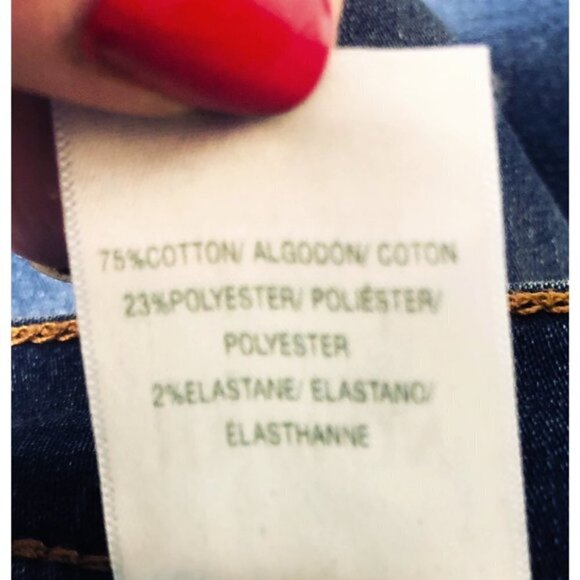 75%COTTON/ ALGODÓN/ COTON
23%POLYESTER/ POLIÉSTER/
POLYESTER
2%ELASTANE/ ELASTANO/
ÉLASTHANNE